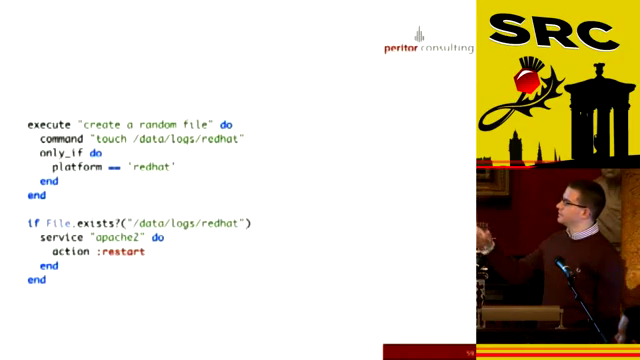 SRC
peritor consulting
execute "create a random file" do
command "touch /data/logs/redhat"
only_if do
platform == 'redhat'
end
end
if File.exists?("/data/logs/redhat")
service "apache2" do
action :restart
end
end